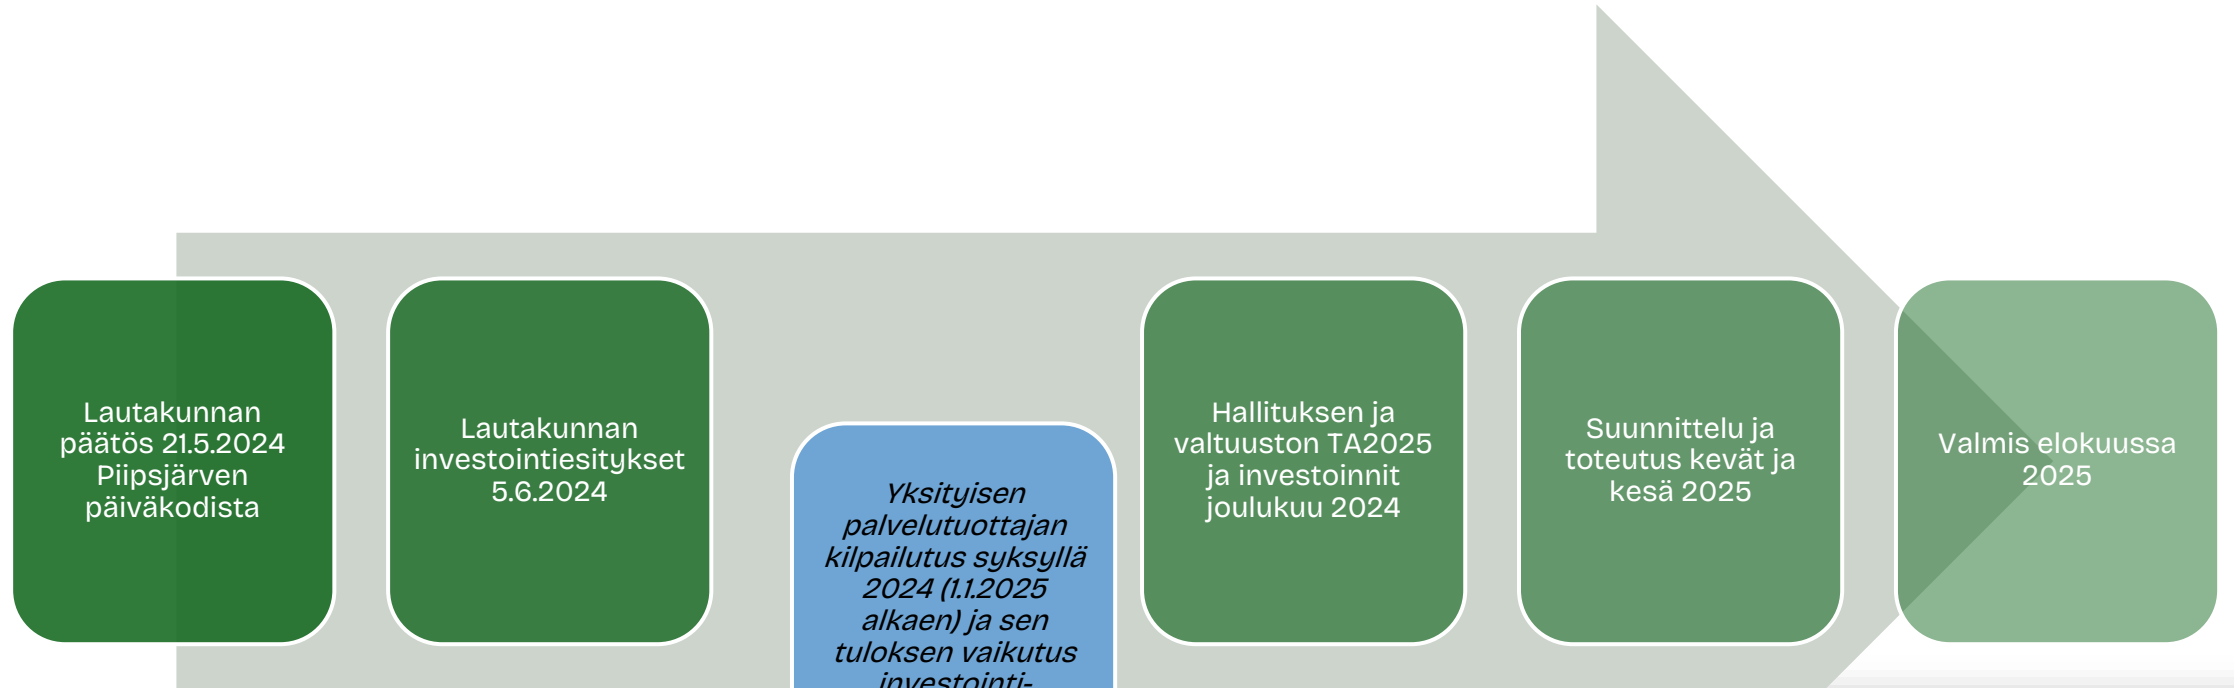 Lautakunnan
päätös 21.5.2024
Piipsjärven
päiväkodista
Lautakunnan
investointiesitykset
5.6.2024
Yksityisen
palvelutuottajan
kilpailutus syksyllä
2024 (1.1.2025
alkaen) ja sen
tuloksen vaikutus
investointi-
Hallituksen ja
valtuuston TA2025
ja investoinnit
joulukuu 2024
Suunnittelu ja
toteutus kevät ja
kesä 2025
Valmis elokuussa
2025